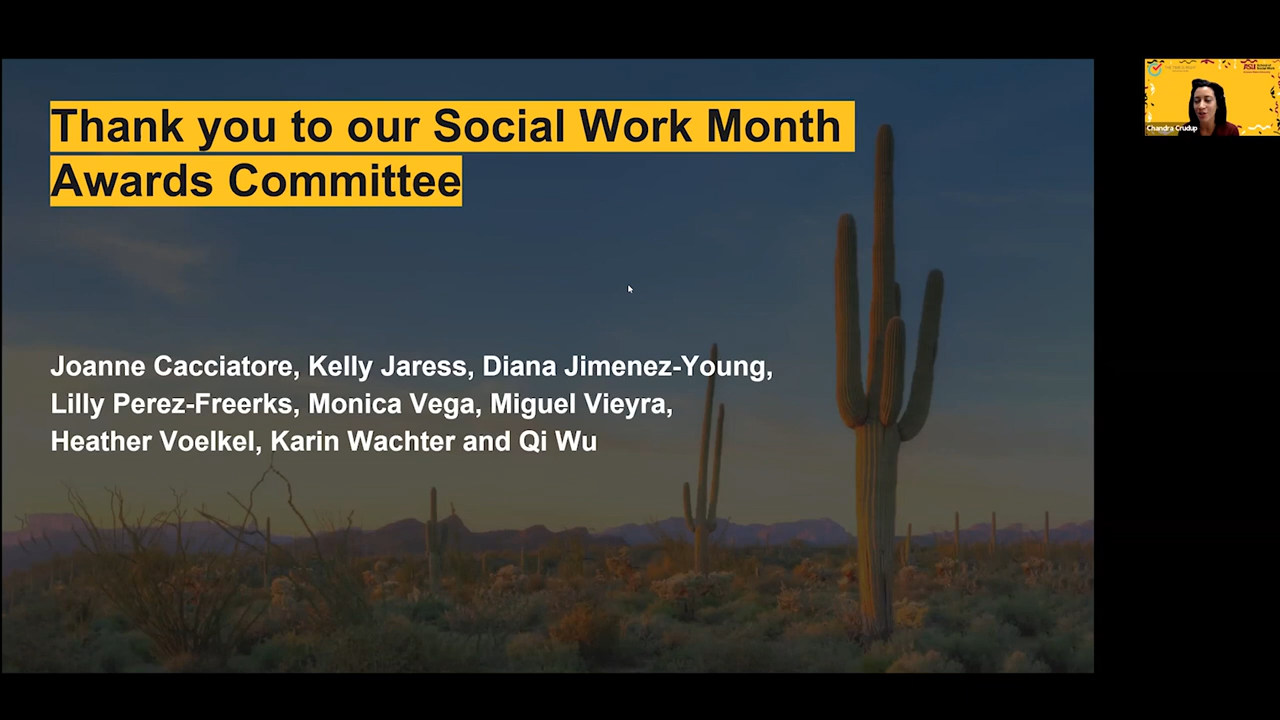 Thank you to our Social Work Month
Awards Committee
Joanne Cacciatore, Kelly Jaress, Diana Jimenez-Young,
Lilly Perez-Freerks, Monica Vega, Miguel Vieyra,
Heather Voelkel, Karin Wachter and Qi Wu
ASU
Chandra Crudup